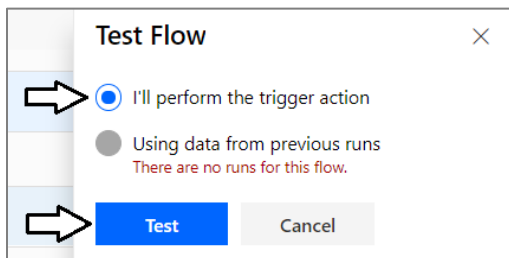 Test Flow
I'll perform the trigger action
Using data from previous runs
There are no runs for this flow.
Test
Cancel